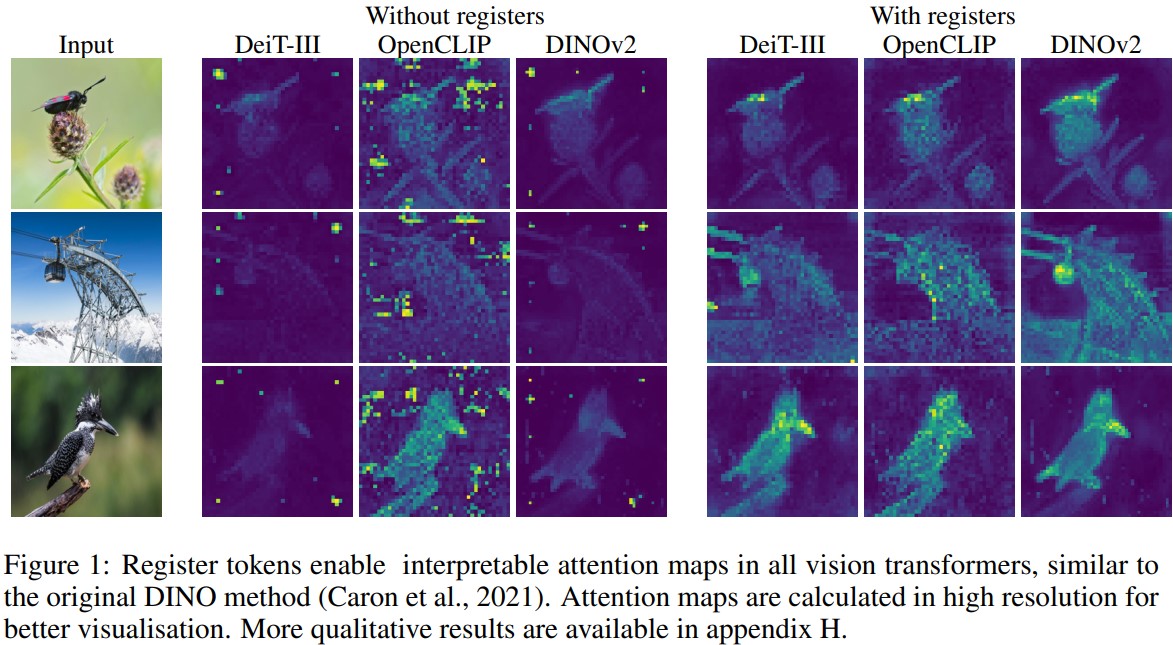 Without registers
With registers
Input
DeiT-III
OpenCLIP
DINOv2
DeiT-III
OpenCLIP
DINOv2
Figure 1: Register tokens enable interpretable attention maps in all vision transformers, similar to
the original DINO method (Caron et al., 2021). Attention maps are calculated in high resolution for
better visualisation. More qualitative results are available in appendix H.